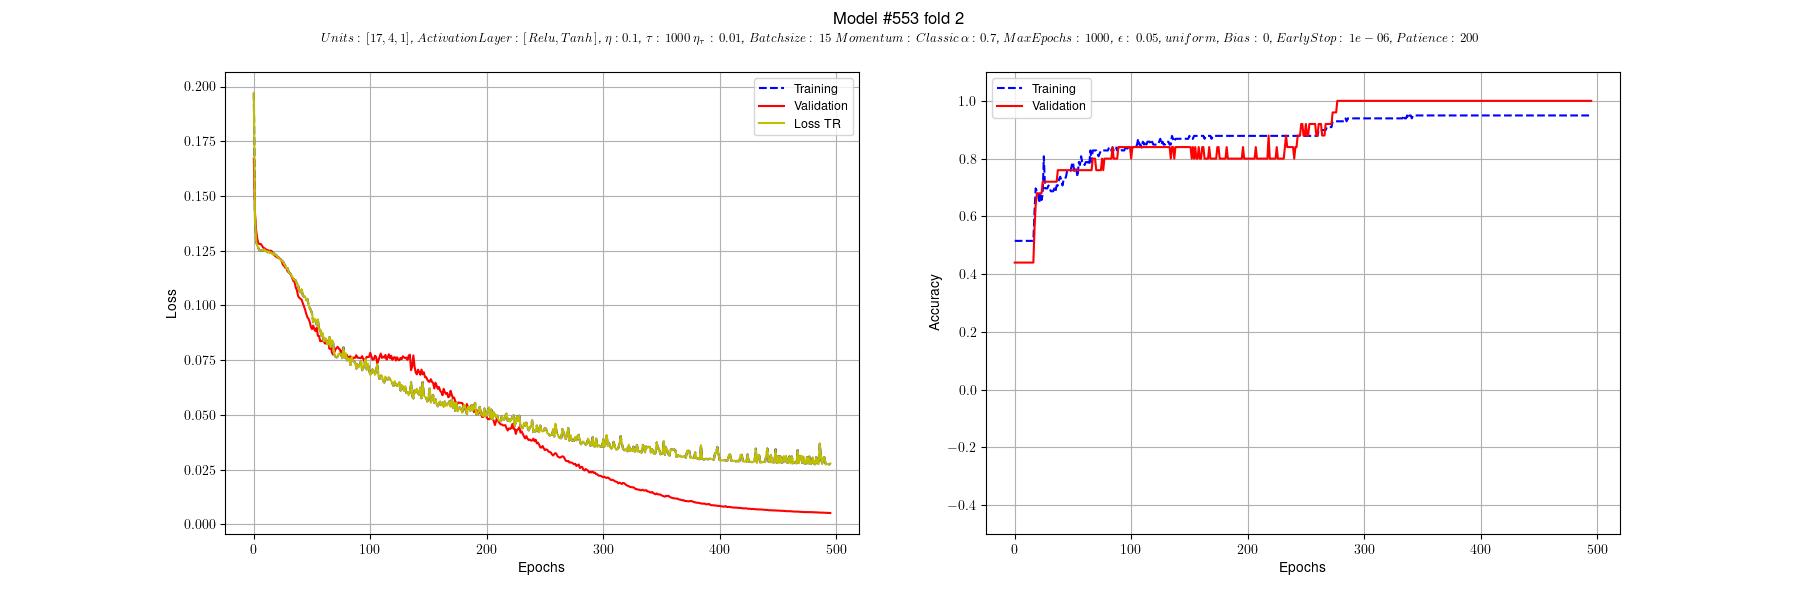 Model #553 fold 2
Units : [17, 4, 1], ActivationLayer : [Relu, Tanh], η : 0.1, τ : 1000 ητ : 0.01, Batchsize : 15 Momentum : Classic α : 0.7, MaxEpochs : 1000, ϵ : 0.05, uniform, Bias : 0, EarlyStop : 1e − 06, Patience : 200
0.200
0.175
0.150
0.125
0.100
0.075
0.050
0.025
0.000
Loss
0 100 200 300 400 500
Epochs
Training
Validation
Loss TR
1.0
0.8
0.6
0.4
0.2
0.0
−0.2
−0.4
Accuracy
0 100 200 300 400 500
Epochs
Training
Validation